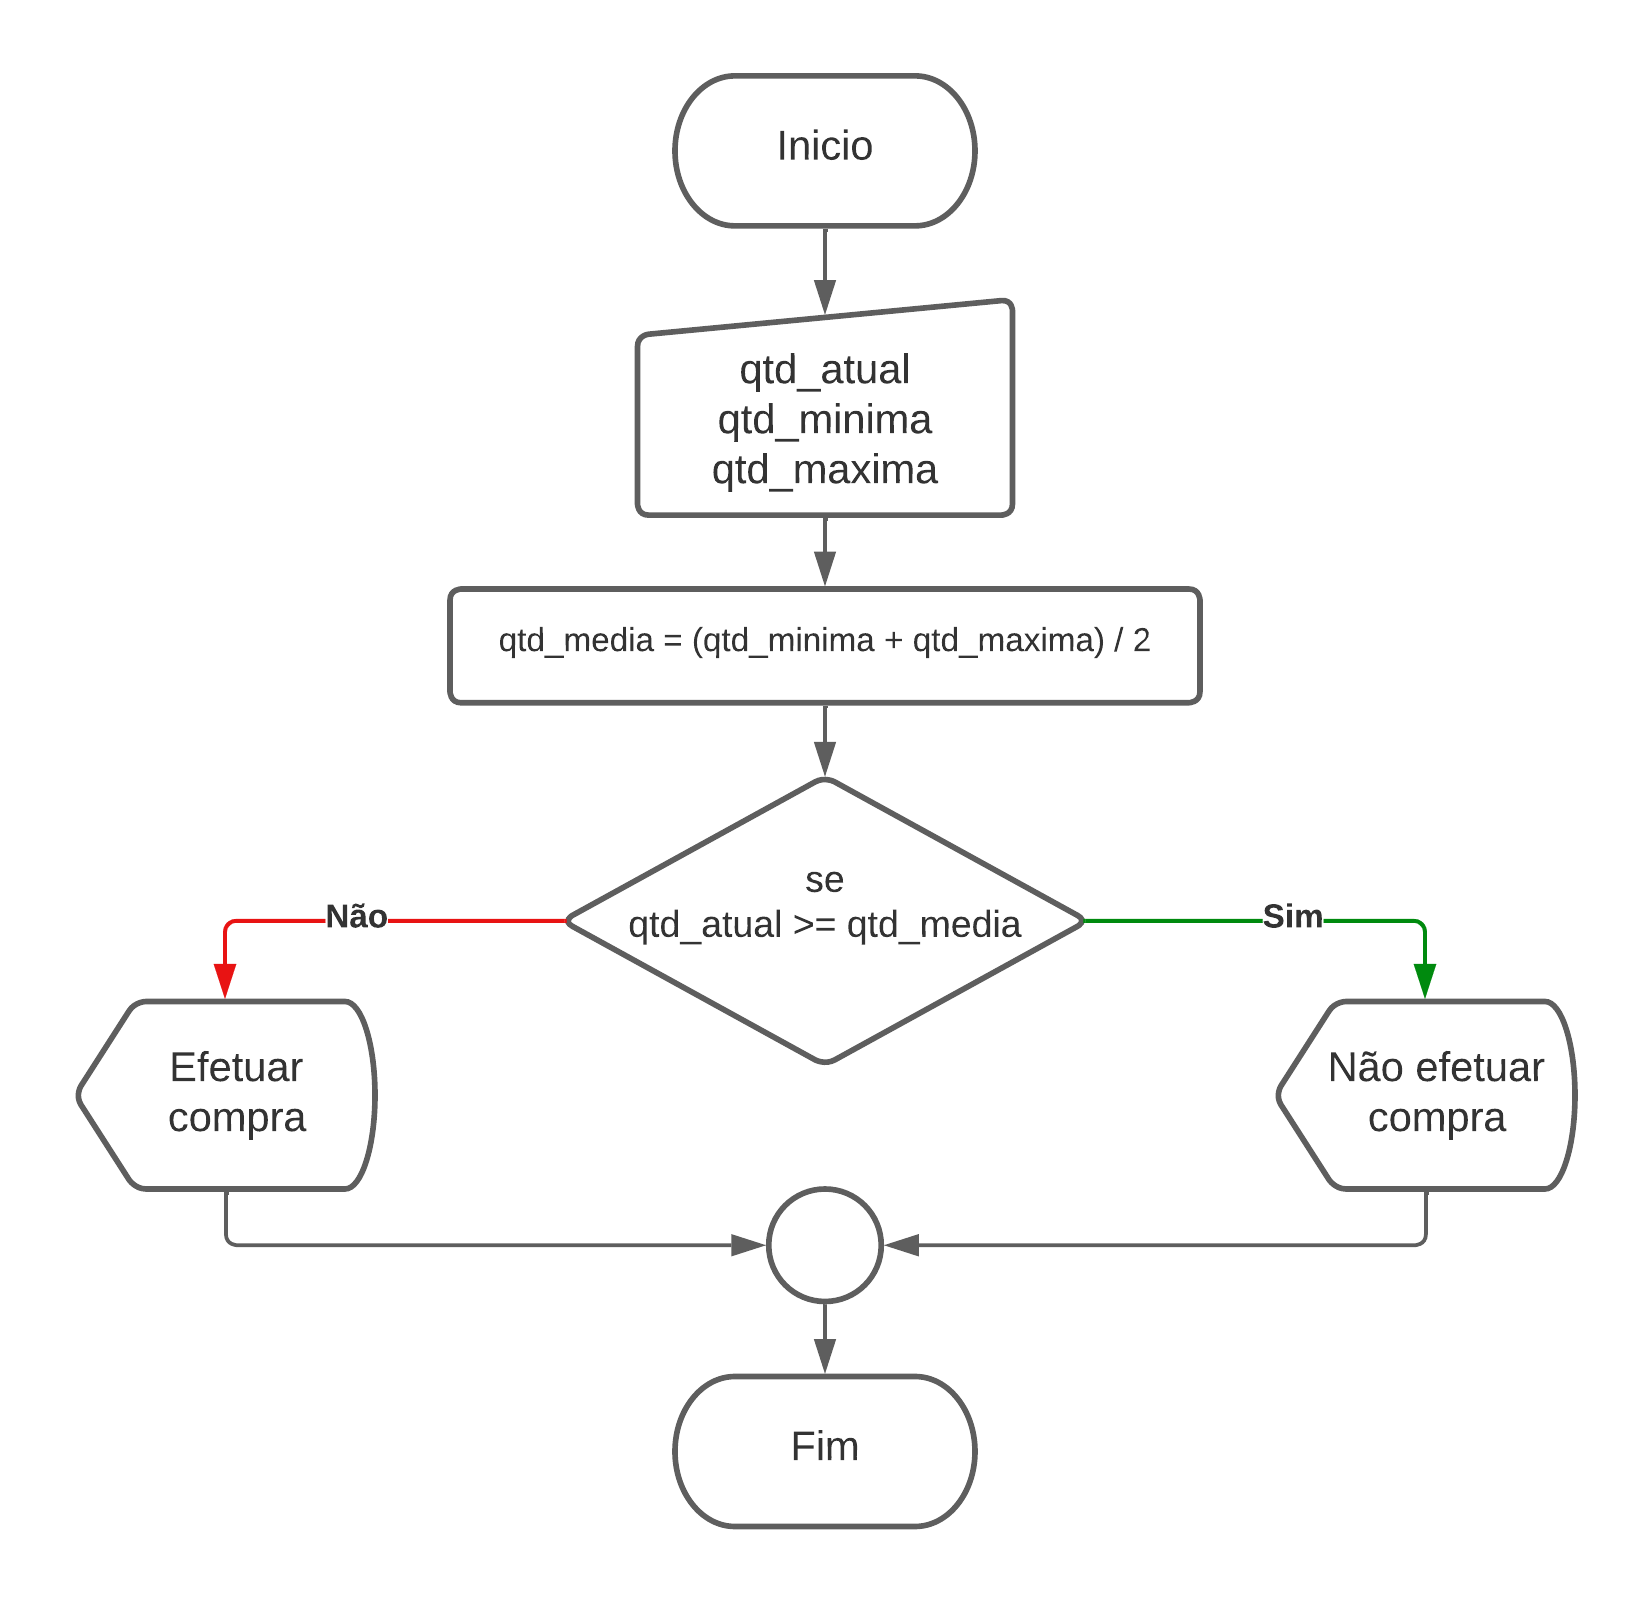 Inicio
qtd_atual
qtd_minima
qtd_maxima
qtd_media = (qtd_minima + qtd_maxima) / 2
se
qtd_atual >= qtd_media
Não
Sim
Efetuar
compra
Não efetuar
compra
Fim